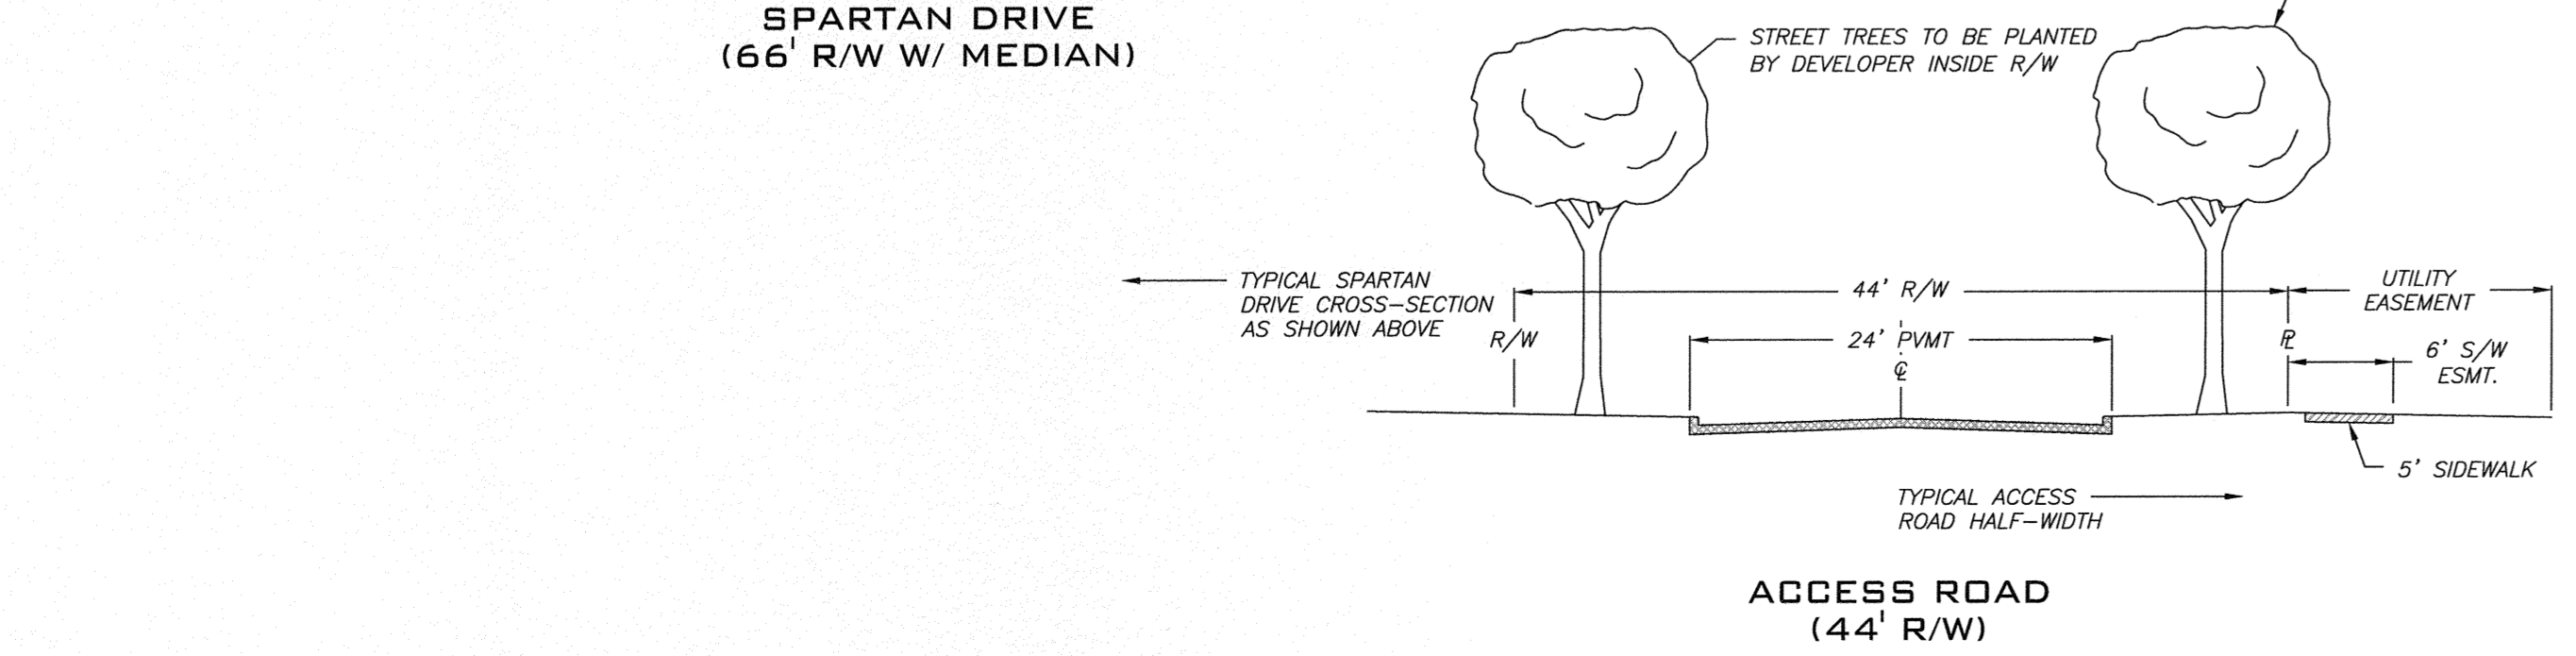 SPARTAN DRIVE
(66' R/W W/ MEDIAN)
STREET TREES TO BE PLANTED
BY DEVELOPER INSIDE R/W
TYPICAL SPARTAN
DRIVE CROSS-SECTION
AS SHOWN ABOVE
R/W
44' R/W
24' PVMT
℄
UTILITY
EASEMENT
PL
6' S/W
ESMT.
5' SIDEWALK
TYPICAL ACCESS
ROAD HALF-WIDTH
ACCESS ROAD
(44' R/W)